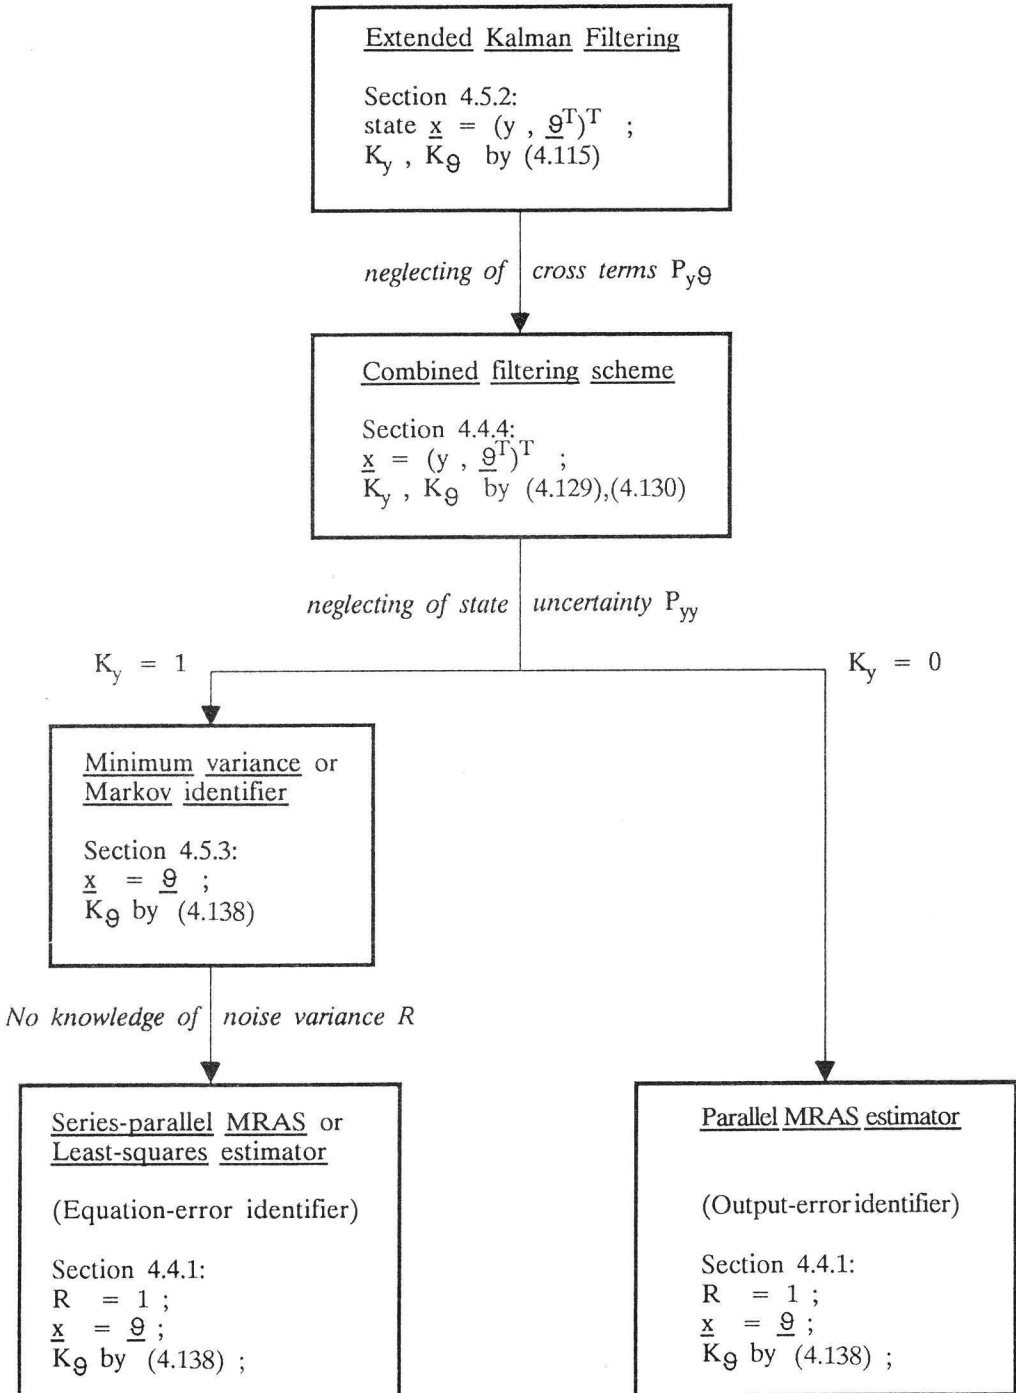 Extended Kalman Filtering
Section 4.5.2:
state x = (y , ϑᵀ)ᵀ ;
K_y , K_ϑ by (4.115)
neglecting of cross terms P_yϑ
Combined filtering scheme
Section 4.4.4:
x = (y , ϑᵀ)ᵀ ;
K_y , K_ϑ by (4.129),(4.130)
neglecting of state uncertainty P_yy
K_y = 1
K_y = 0
Minimum variance or
Markov identifier
Section 4.5.3:
x = ϑ ;
K_ϑ by (4.138)
No knowledge of noise variance R
Series-parallel MRAS or
Least-squares estimator
(Equation-error identifier)
Section 4.4.1:
R = 1 ;
x = ϑ ;
K_ϑ by (4.138) ;
Parallel MRAS estimator
(Output-error identifier)
Section 4.4.1:
R = 1 ;
x = ϑ ;
K_ϑ by (4.138) ;